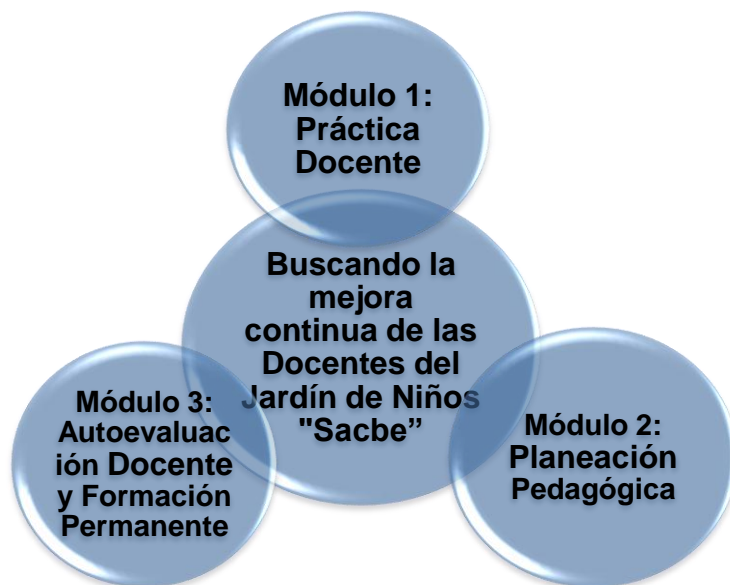 Módulo 1:
Práctica
Docente
Buscando la
mejora
continua de las
Docentes del
Jardín de Niños
"Sacbe”
Módulo 3:
Autoevaluac
ión Docente
y Formación
Permanente
Módulo 2:
Planeación
Pedagógica